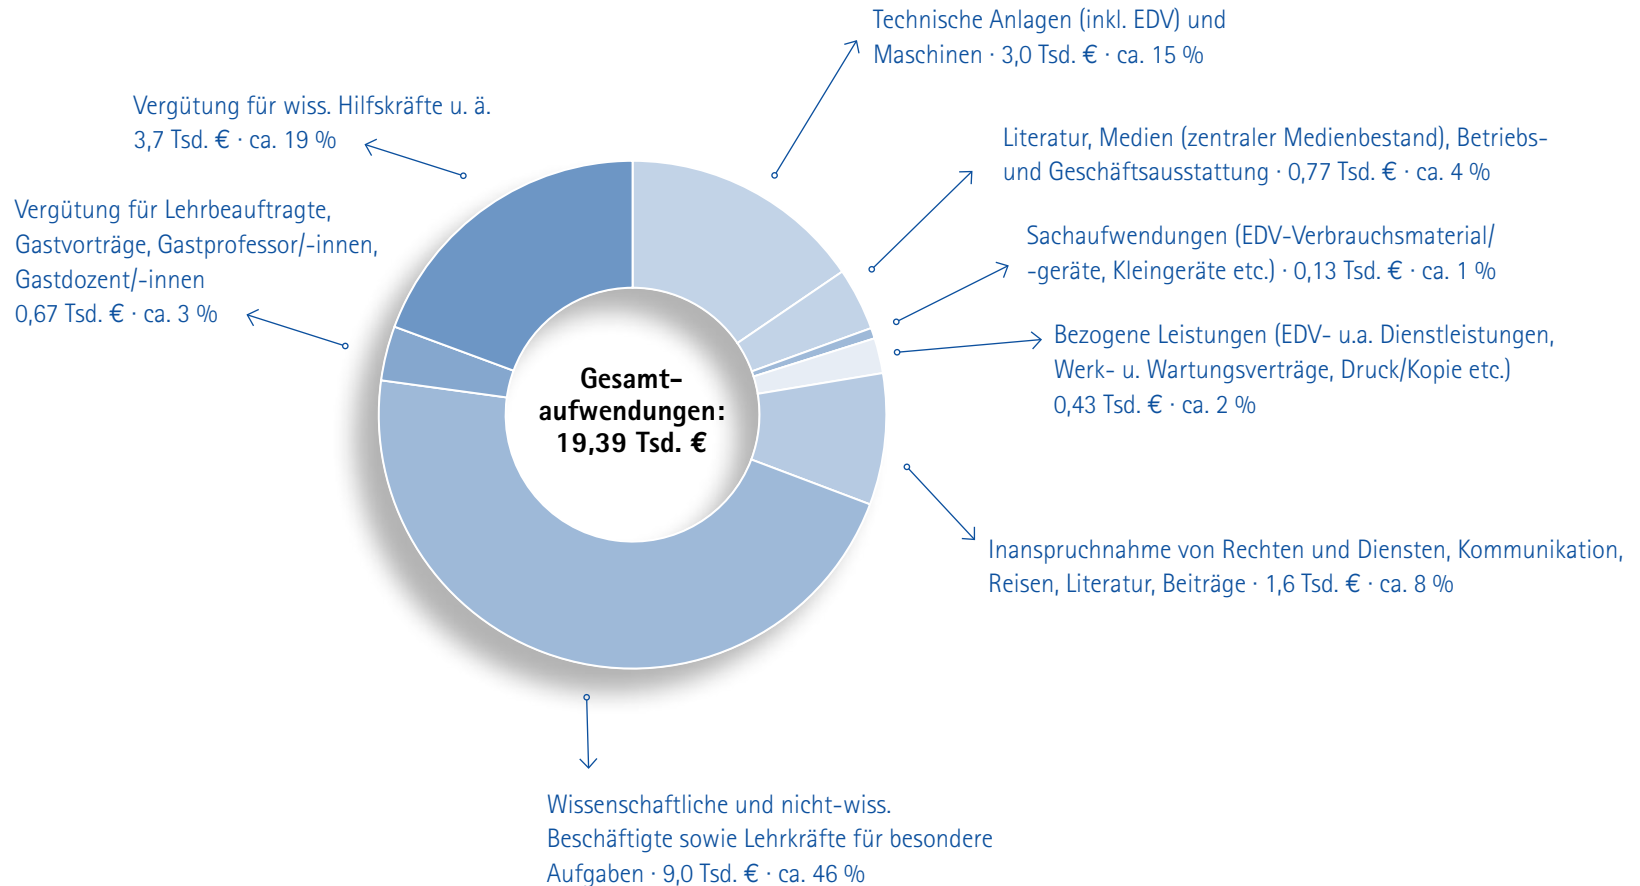 Technische Anlagen (inkl. EDV) und
Maschinen · 3,0 Tsd. € · ca. 15 %
Vergütung für wiss. Hilfskräfte u. ä.
3,7 Tsd. € · ca. 19 %
Literatur, Medien (zentraler Medienbestand), Betriebs-
und Geschäftsausstattung · 0,77 Tsd. € · ca. 4 %
Vergütung für Lehrbeauftragte,
Gastvorträge, Gastprofessor/-innen,
Gastdozent/-innen
0,67 Tsd. € · ca. 3 %
Sachaufwendungen (EDV-Verbrauchsmaterial/
-geräte, Kleingeräte etc.) · 0,13 Tsd. € · ca. 1 %
Bezogene Leistungen (EDV- u.a. Dienstleistungen,
Werk- u. Wartungsverträge, Druck/Kopie etc.)
0,43 Tsd. € · ca. 2 %
Gesamt-
aufwendungen:
19,39 Tsd. €
Inanspruchnahme von Rechten und Diensten, Kommunikation,
Reisen, Literatur, Beiträge · 1,6 Tsd. € · ca. 8 %
Wissenschaftliche und nicht-wiss.
Beschäftigte sowie Lehrkräfte für besondere
Aufgaben · 9,0 Tsd. € · ca. 46 %